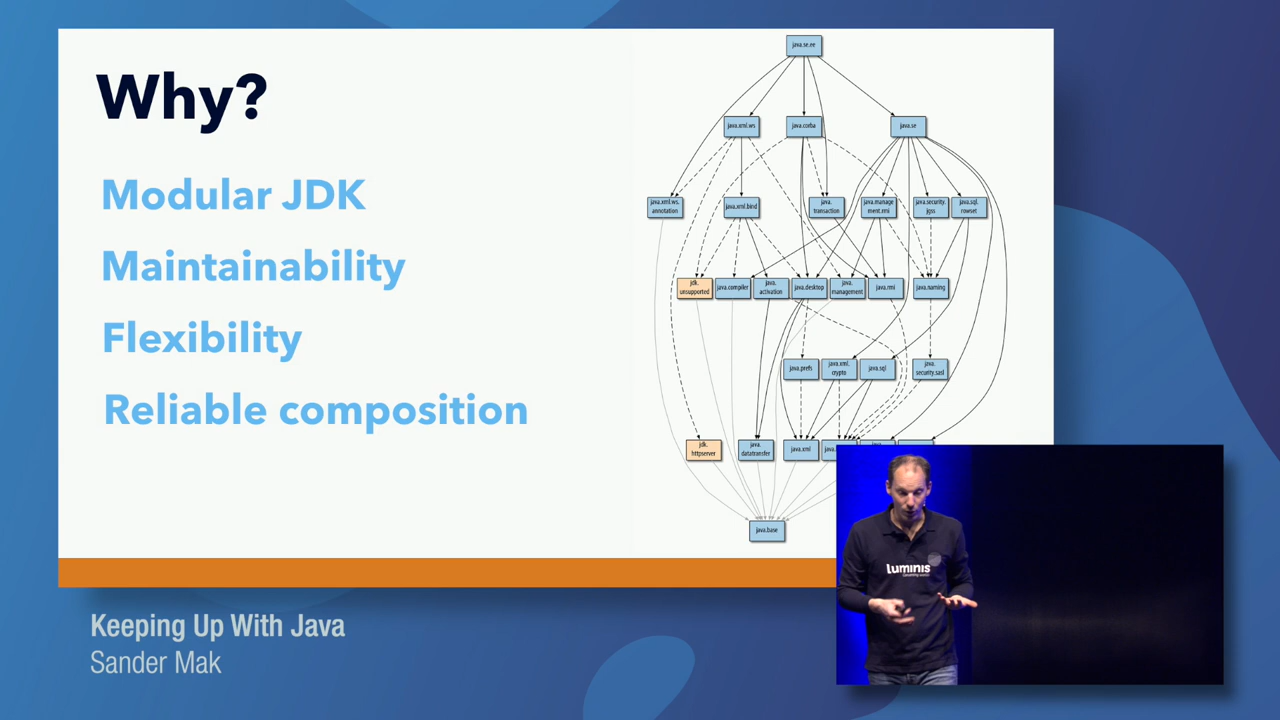 Why?
Modular JDK
Maintainability
Flexibility
Reliable composition
java.se.ee
java.xml.ws
java.corba
java.se
java.xml.ws.
annotation
java.xml.bind
java.
transaction
java.manage
ment.rmi
java.security.
jgss
java.sql.
rowset
jdk.
unsupported
java.compiler
java.
activation
java.desktop
java.
management
java.rmi
java.naming
java.prefs
java.xml.
crypto
java.sql
java.
security.sasl
jdk.
httpserver
java.
datatransfer
java.xml
java.base
luminis
Keeping Up With Java
Sander Mak